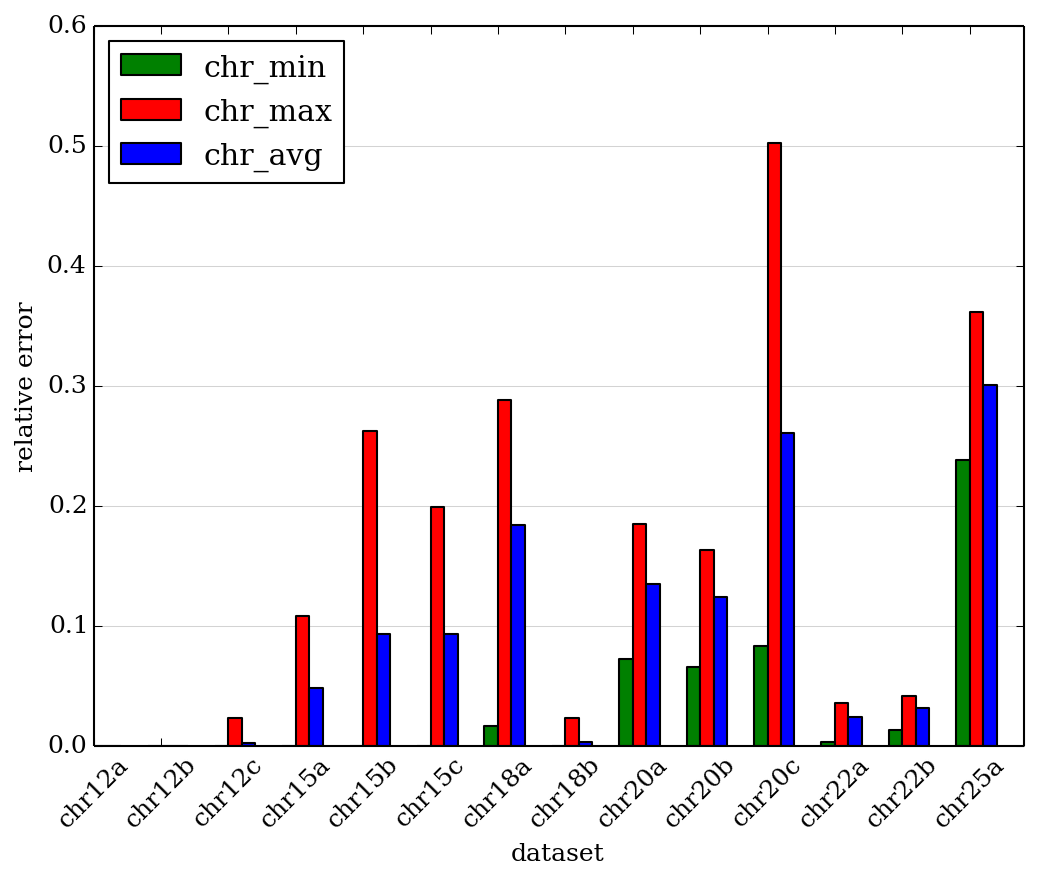 0.6
0.5
0.4
0.3
0.2
0.1
0.0
relative error
chr_min
chr_max
chr_avg
chr12a
chr12b
chr12c
chr15a
chr15b
chr15c
chr18a
chr18b
chr20a
chr20b
chr20c
chr22a
chr22b
chr25a
dataset